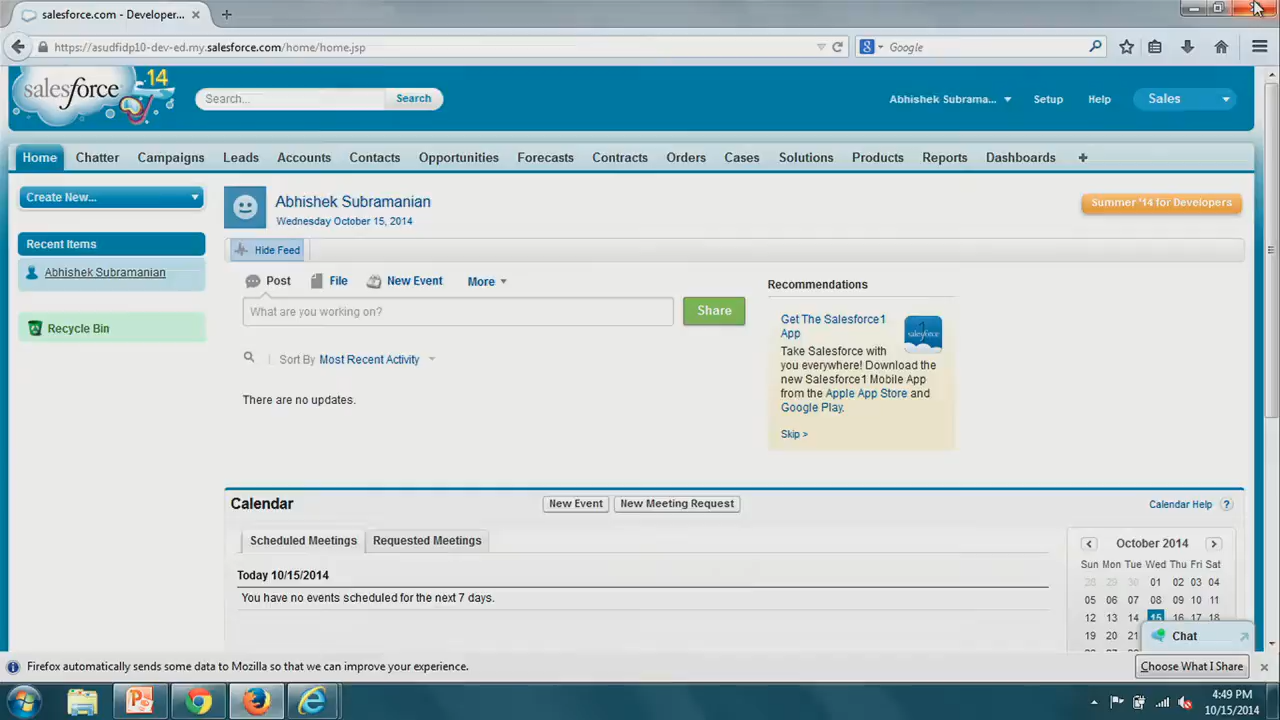 salesforce.com - Developer...
https://asudfidp10-dev-ed.my.salesforce.com/home/home.jsp
Google
salesforce
14
Search...
Search
Abhishek Subrama...
Setup
Help
Sales
Home Chatter Campaigns Leads Accounts Contacts Opportunities Forecasts Contracts Orders Cases Solutions Products Reports Dashboards +
Create New...
Recent Items
Abhishek Subramanian
Recycle Bin
Abhishek Subramanian
Wednesday October 15, 2014
Summer '14 for Developers
Hide Feed
Post File New Event More
What are you working on?
Share
Sort By Most Recent Activity
There are no updates.
Recommendations
Get The Salesforce1
App
salesforce
Take Salesforce with
you everywhere! Download the
new Salesforce1 Mobile App
from the Apple App Store and
Google Play.
Skip >
Calendar
New Event
New Meeting Request
Calendar Help ?
Scheduled Meetings
Requested Meetings
Today 10/15/2014
You have no events scheduled for the next 7 days.
October 2014
Sun Mon Tue Wed Thu Fri Sat
28 29 30 01 02 03 04
05 06 07 08 09 10 11
12 13 14 15 16 17 18
19 20 21
Chat
Firefox automatically sends some data to Mozilla so that we can improve your experience.
Choose What I Share
4:49 PM
10/15/2014